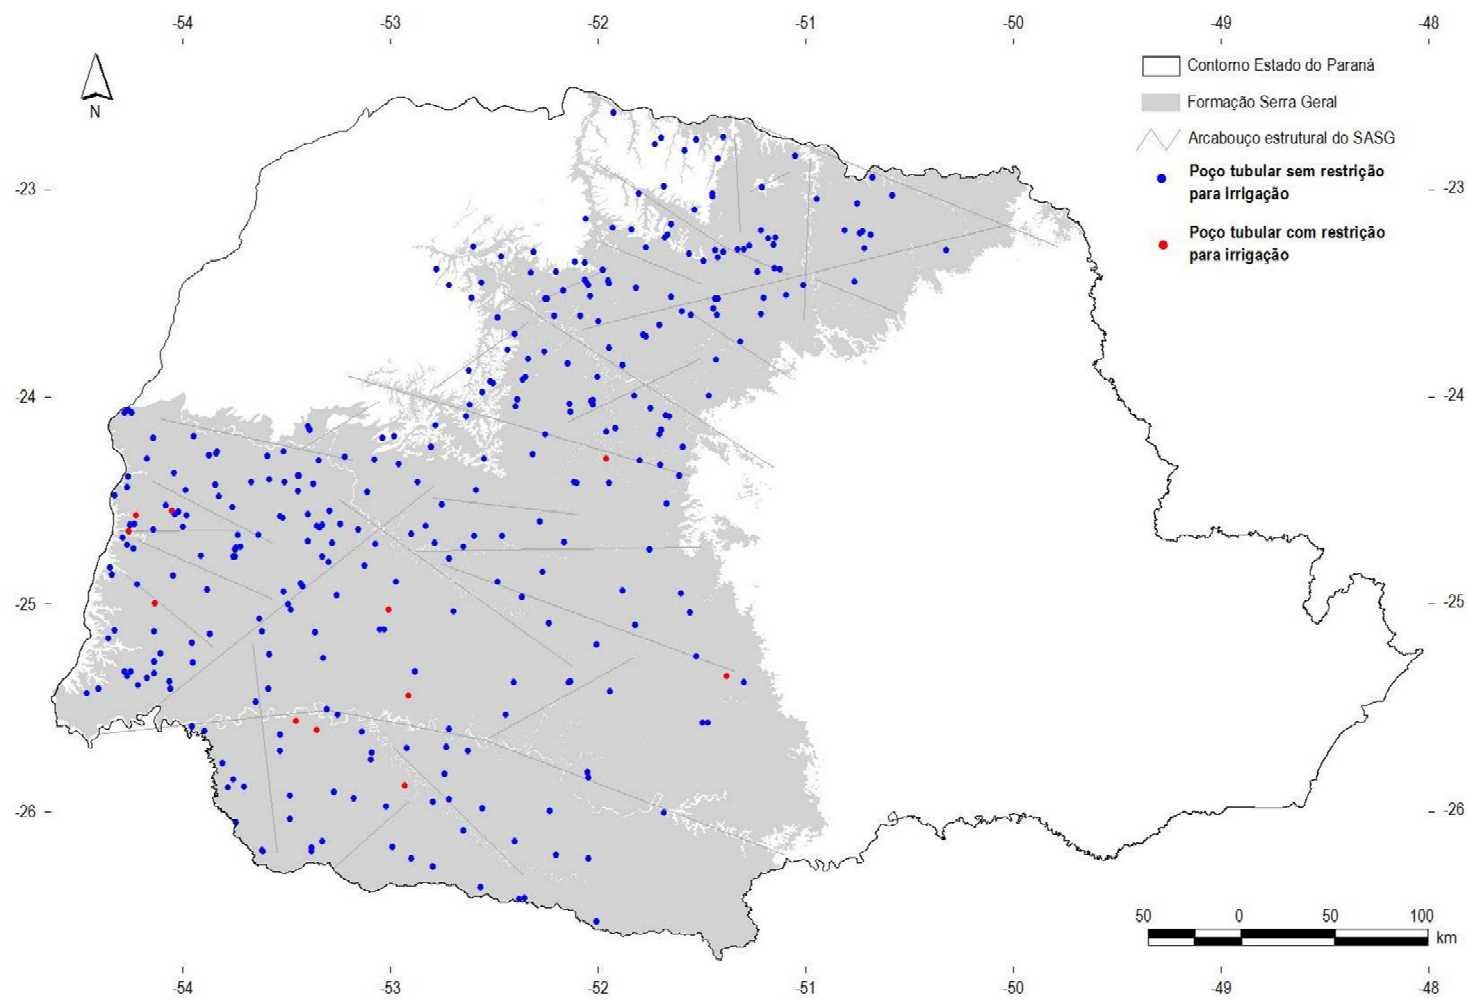 -54 -53 -52 -51 -50 -49 -48
N
Contorno Estado do Paraná
Formação Serra Geral
Arcabouço estrutural do SASG
Poço tubular sem restrição
para irrigação
Poço tubular com restrição
para irrigação
-23 -23
-24 -24
-25 -25
-26 -26
50 0 50 100
km
-54 -53 -52 -51 -50 -49 -48